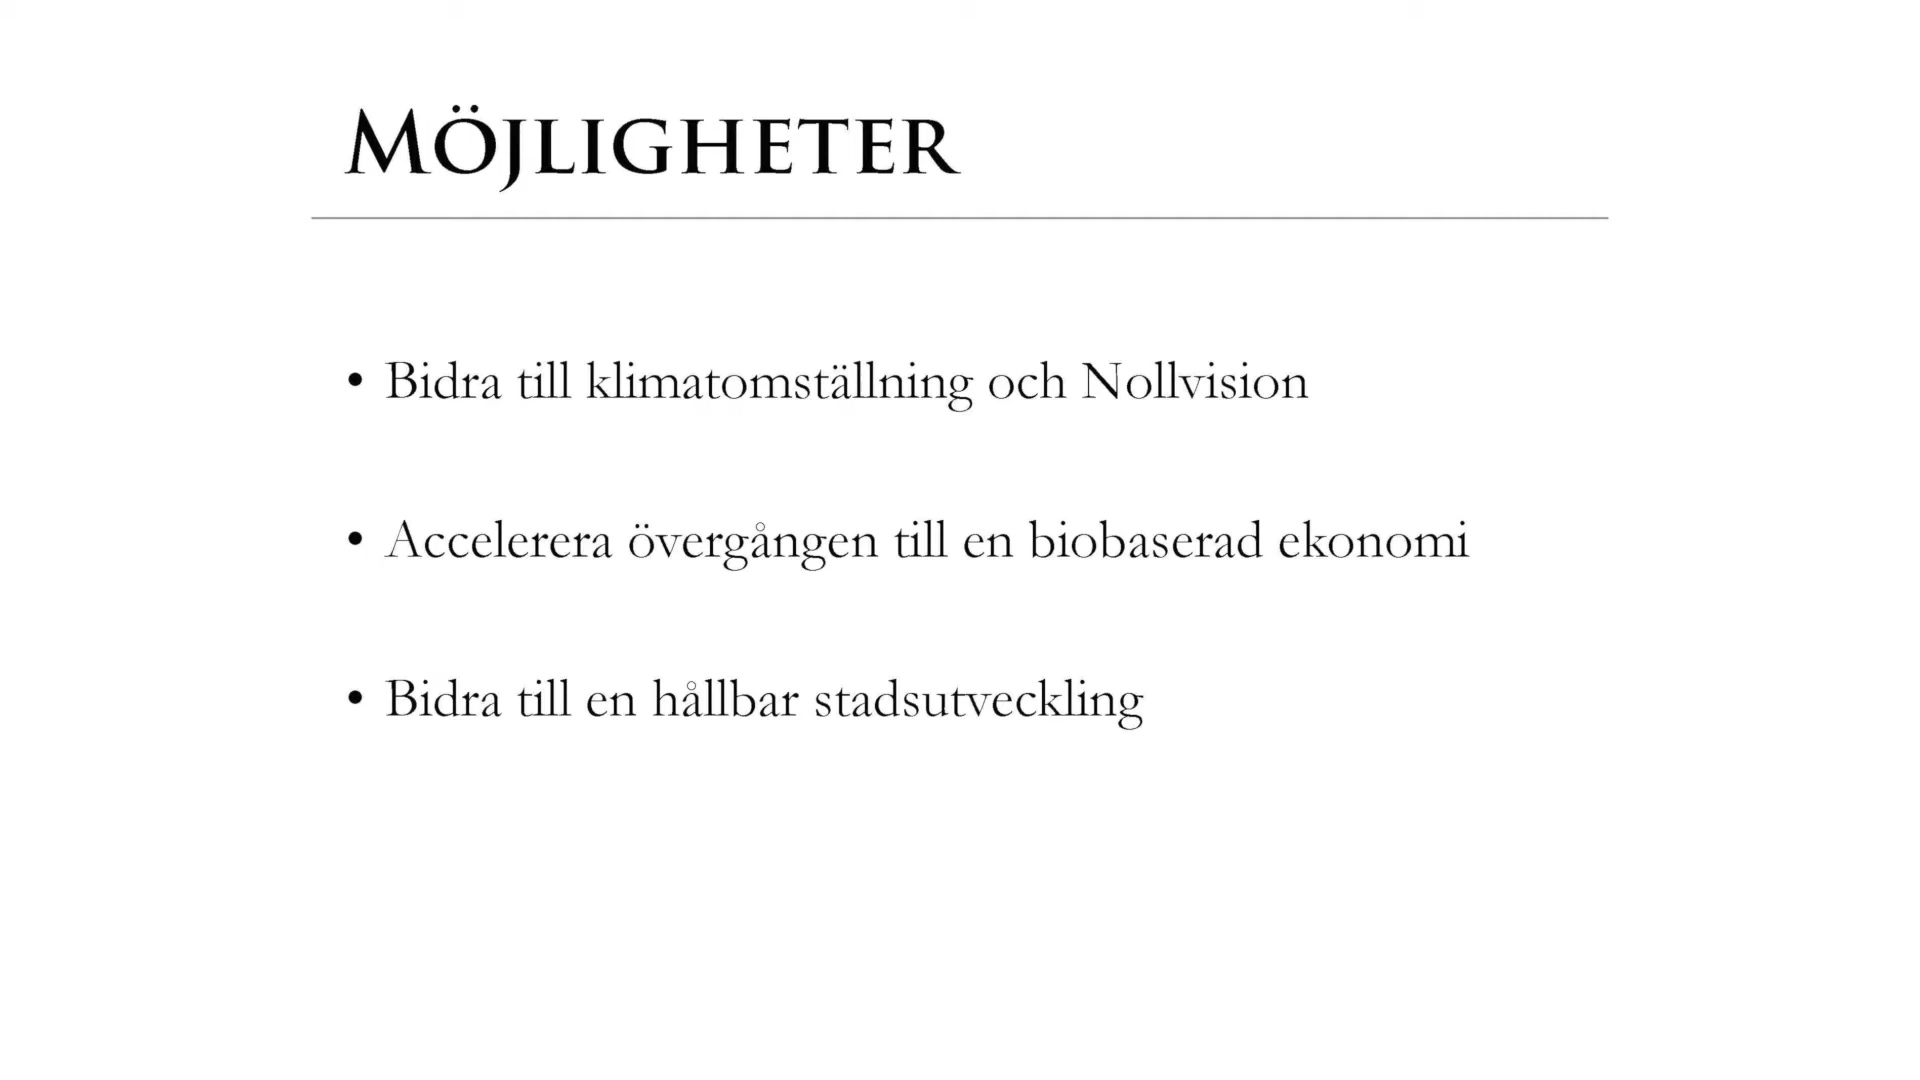 Möjligheter
• Bidra till klimatomställning och Nollvision
• Accelerera övergången till en biobaserad ekonomi
• Bidra till en hållbar stadsutveckling